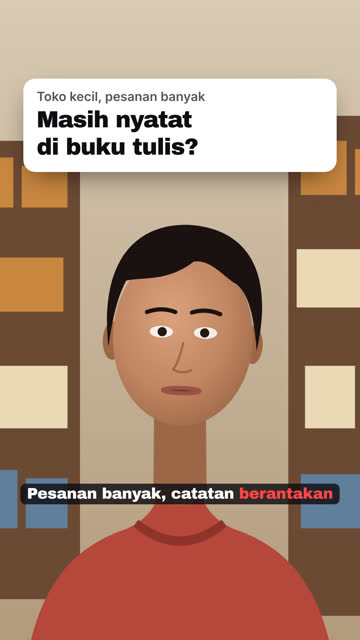 Toko kecil, pesanan banyak
Masih nyatat
di buku tulis?
Pesanan banyak, catatan berantakan